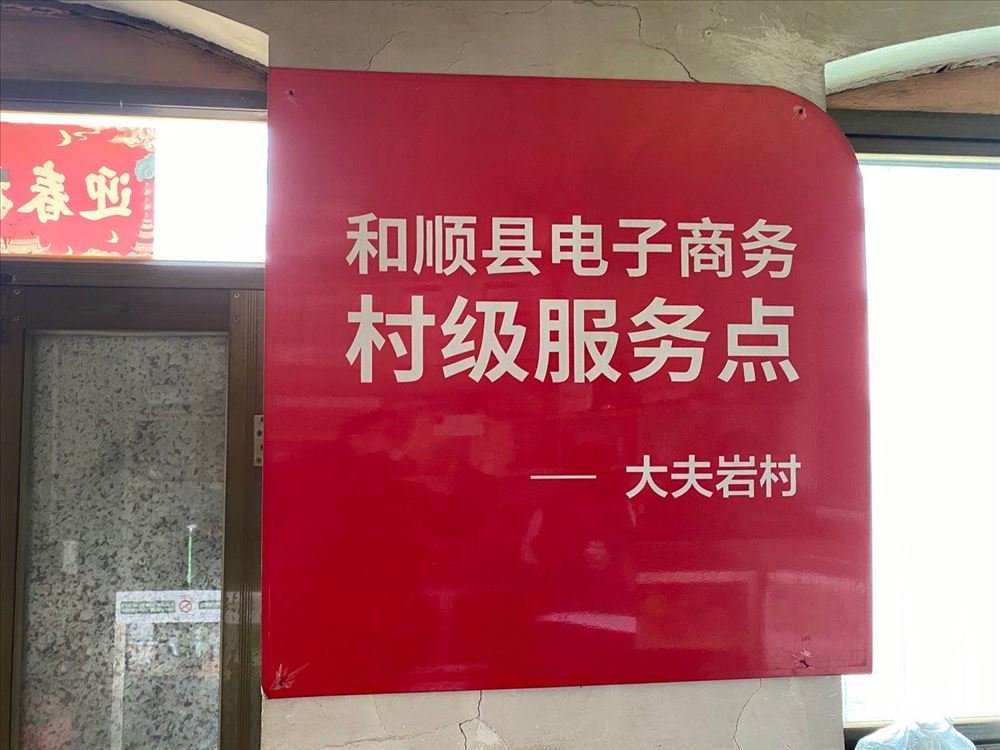 迎春
和顺县电子商务
村级服务点
—— 大夫岩村